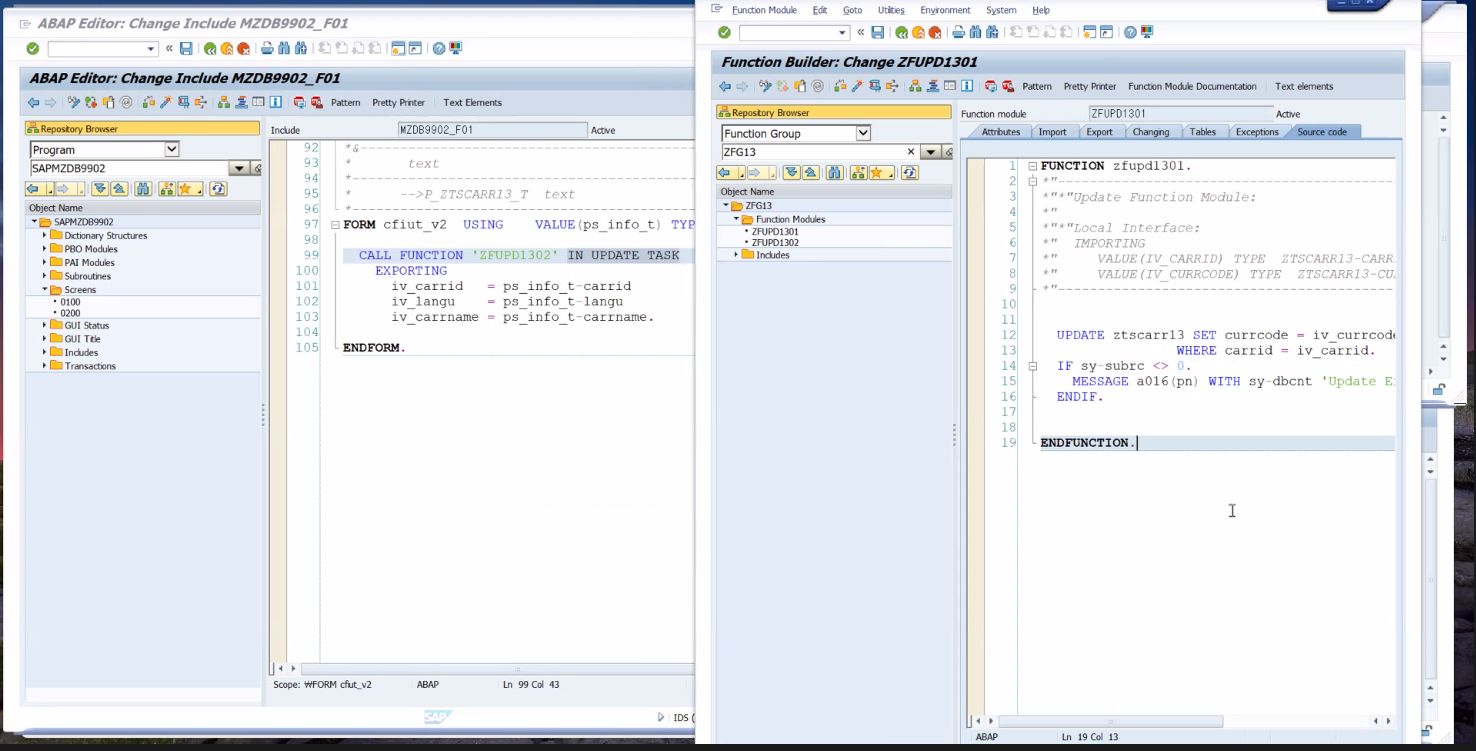 ABAP Editor: Change Include MZDB9902_F01
ABAP Editor: Change Include MZDB9902_F01
Pattern Pretty Printer Text Elements
Repository Browser
Program
SAPMZDB9902
Object Name
SAPMZDB9902
Dictionary Structures
PBO Modules
PAI Modules
Subroutines
Screens
0100
0200
GUI Status
GUI Title
Includes
Transactions
Include MZDB9902_F01 Active
92 *&---------------------------------------------
93 * text
94 *----------------------------------------------
95 * -->P_ZTSCARR13_T text
96 *----------------------------------------------
97 FORM cfiut_v2 USING VALUE(ps_info_t) TYP
98
99 CALL FUNCTION 'ZFUPD1302' IN UPDATE TASK
100 EXPORTING
101 iv_carrid = ps_info_t-carrid
102 iv_langu = ps_info_t-langu
103 iv_carrname = ps_info_t-carrname.
104
105 ENDFORM.
Scope: \FORM cfiut_v2 ABAP Ln 99 Col 43
SAP
IDS (
Function Module Edit Goto Utilities Environment System Help
Function Builder: Change ZFUPD1301
Pattern Pretty Printer Function Module Documentation Text elements
Repository Browser
Function Group
ZFG13
Object Name
ZFG13
Function Modules
ZFUPD1301
ZFUPD1302
Includes
Function module ZFUPD1301 Active
Attributes Import Export Changing Tables Exceptions Source code
1 FUNCTION zfupd1301.
2 *"----------------------------------------------
3 *"*"Update Function Module:
4 *"
5 *"*"Local Interface:
6 *" IMPORTING
7 *" VALUE(IV_CARRID) TYPE ZTSCARR13-CARR
8 *" VALUE(IV_CURRCODE) TYPE ZTSCARR13-CU
9 *"----------------------------------------------
10
11
12 UPDATE ztscarr13 SET currcode = iv_currcode
13 WHERE carrid = iv_carrid.
14 IF sy-subrc <> 0.
15 MESSAGE a016(pn) WITH sy-dbcnt 'Update E
16 ENDIF.
17
18
19 ENDFUNCTION.
ABAP Ln 19 Col 13